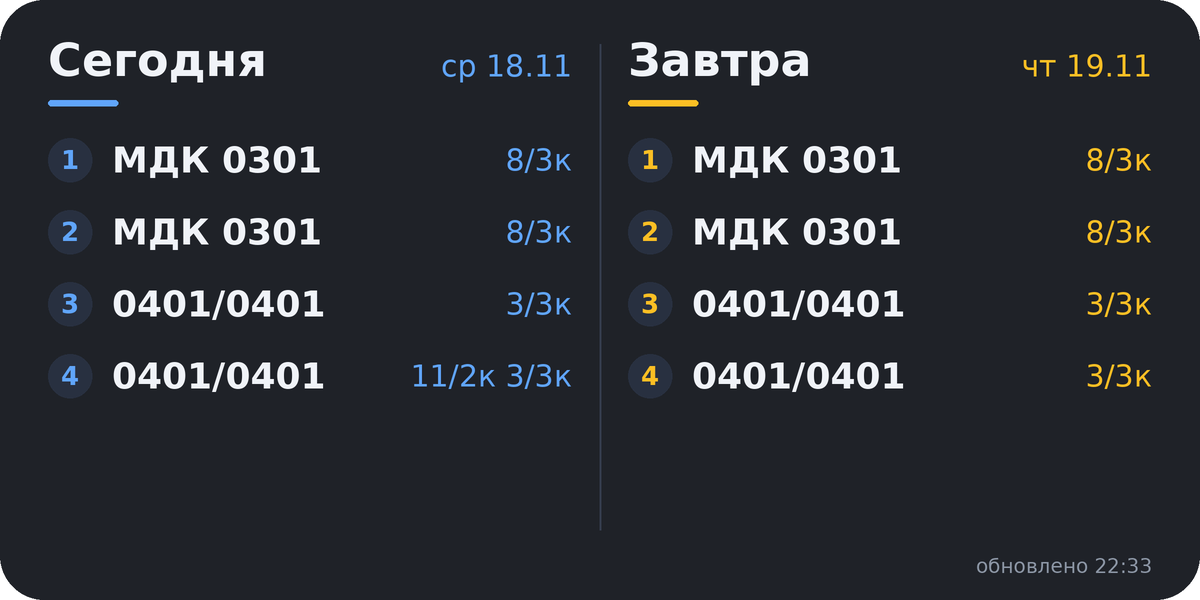 Сегодня ср 18.11
1 МДК 0301 8/3к
2 МДК 0301 8/3к
3 0401/0401 3/3к
4 0401/0401 11/2к 3/3к
Завтра чт 19.11
1 МДК 0301 8/3к
2 МДК 0301 8/3к
3 0401/0401 3/3к
4 0401/0401 3/3к
обновлено 22:33